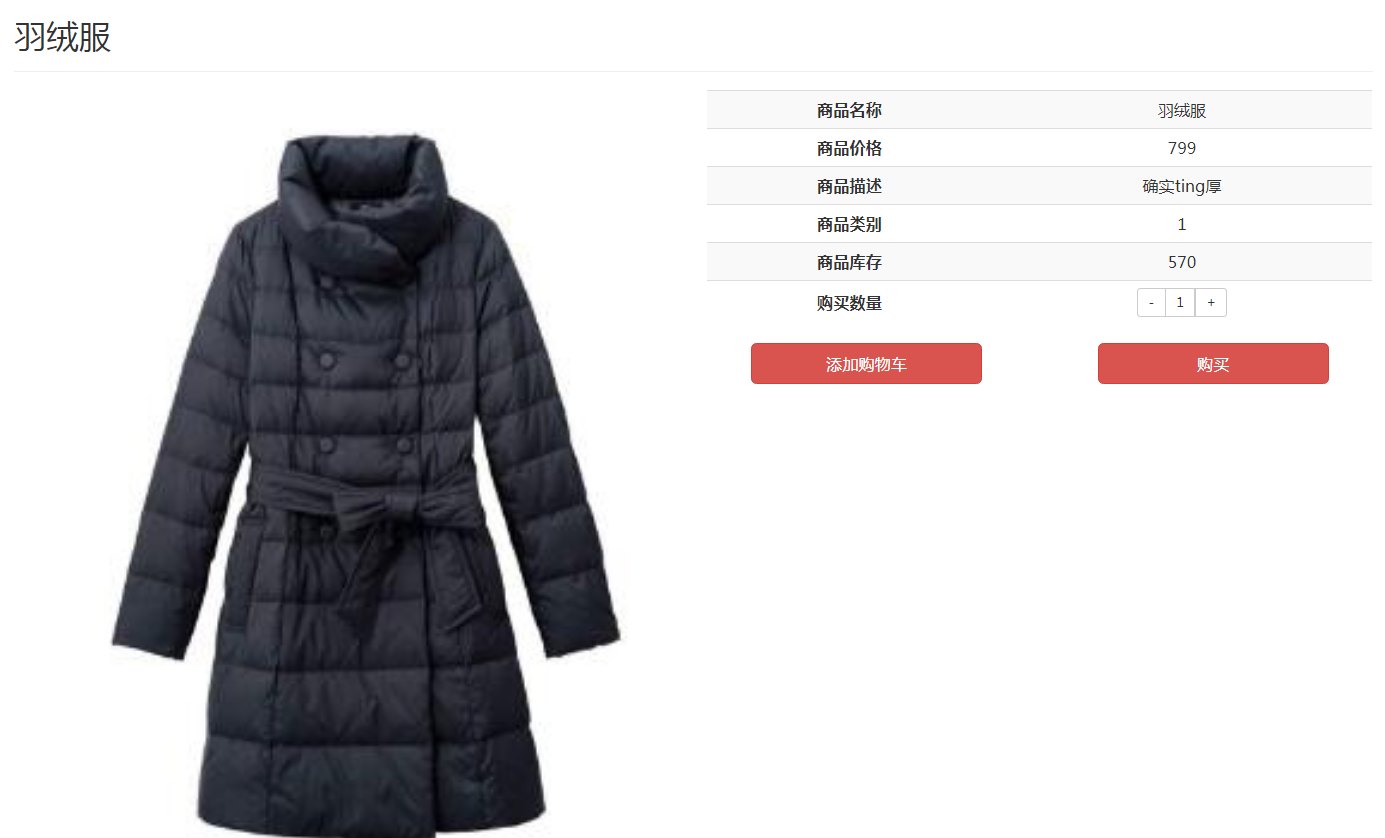 羽绒服
商品名称 羽绒服
商品价格 799
商品描述 确实ting厚
商品类别 1
商品库存 570
购买数量 - 1 +
添加购物车 购买